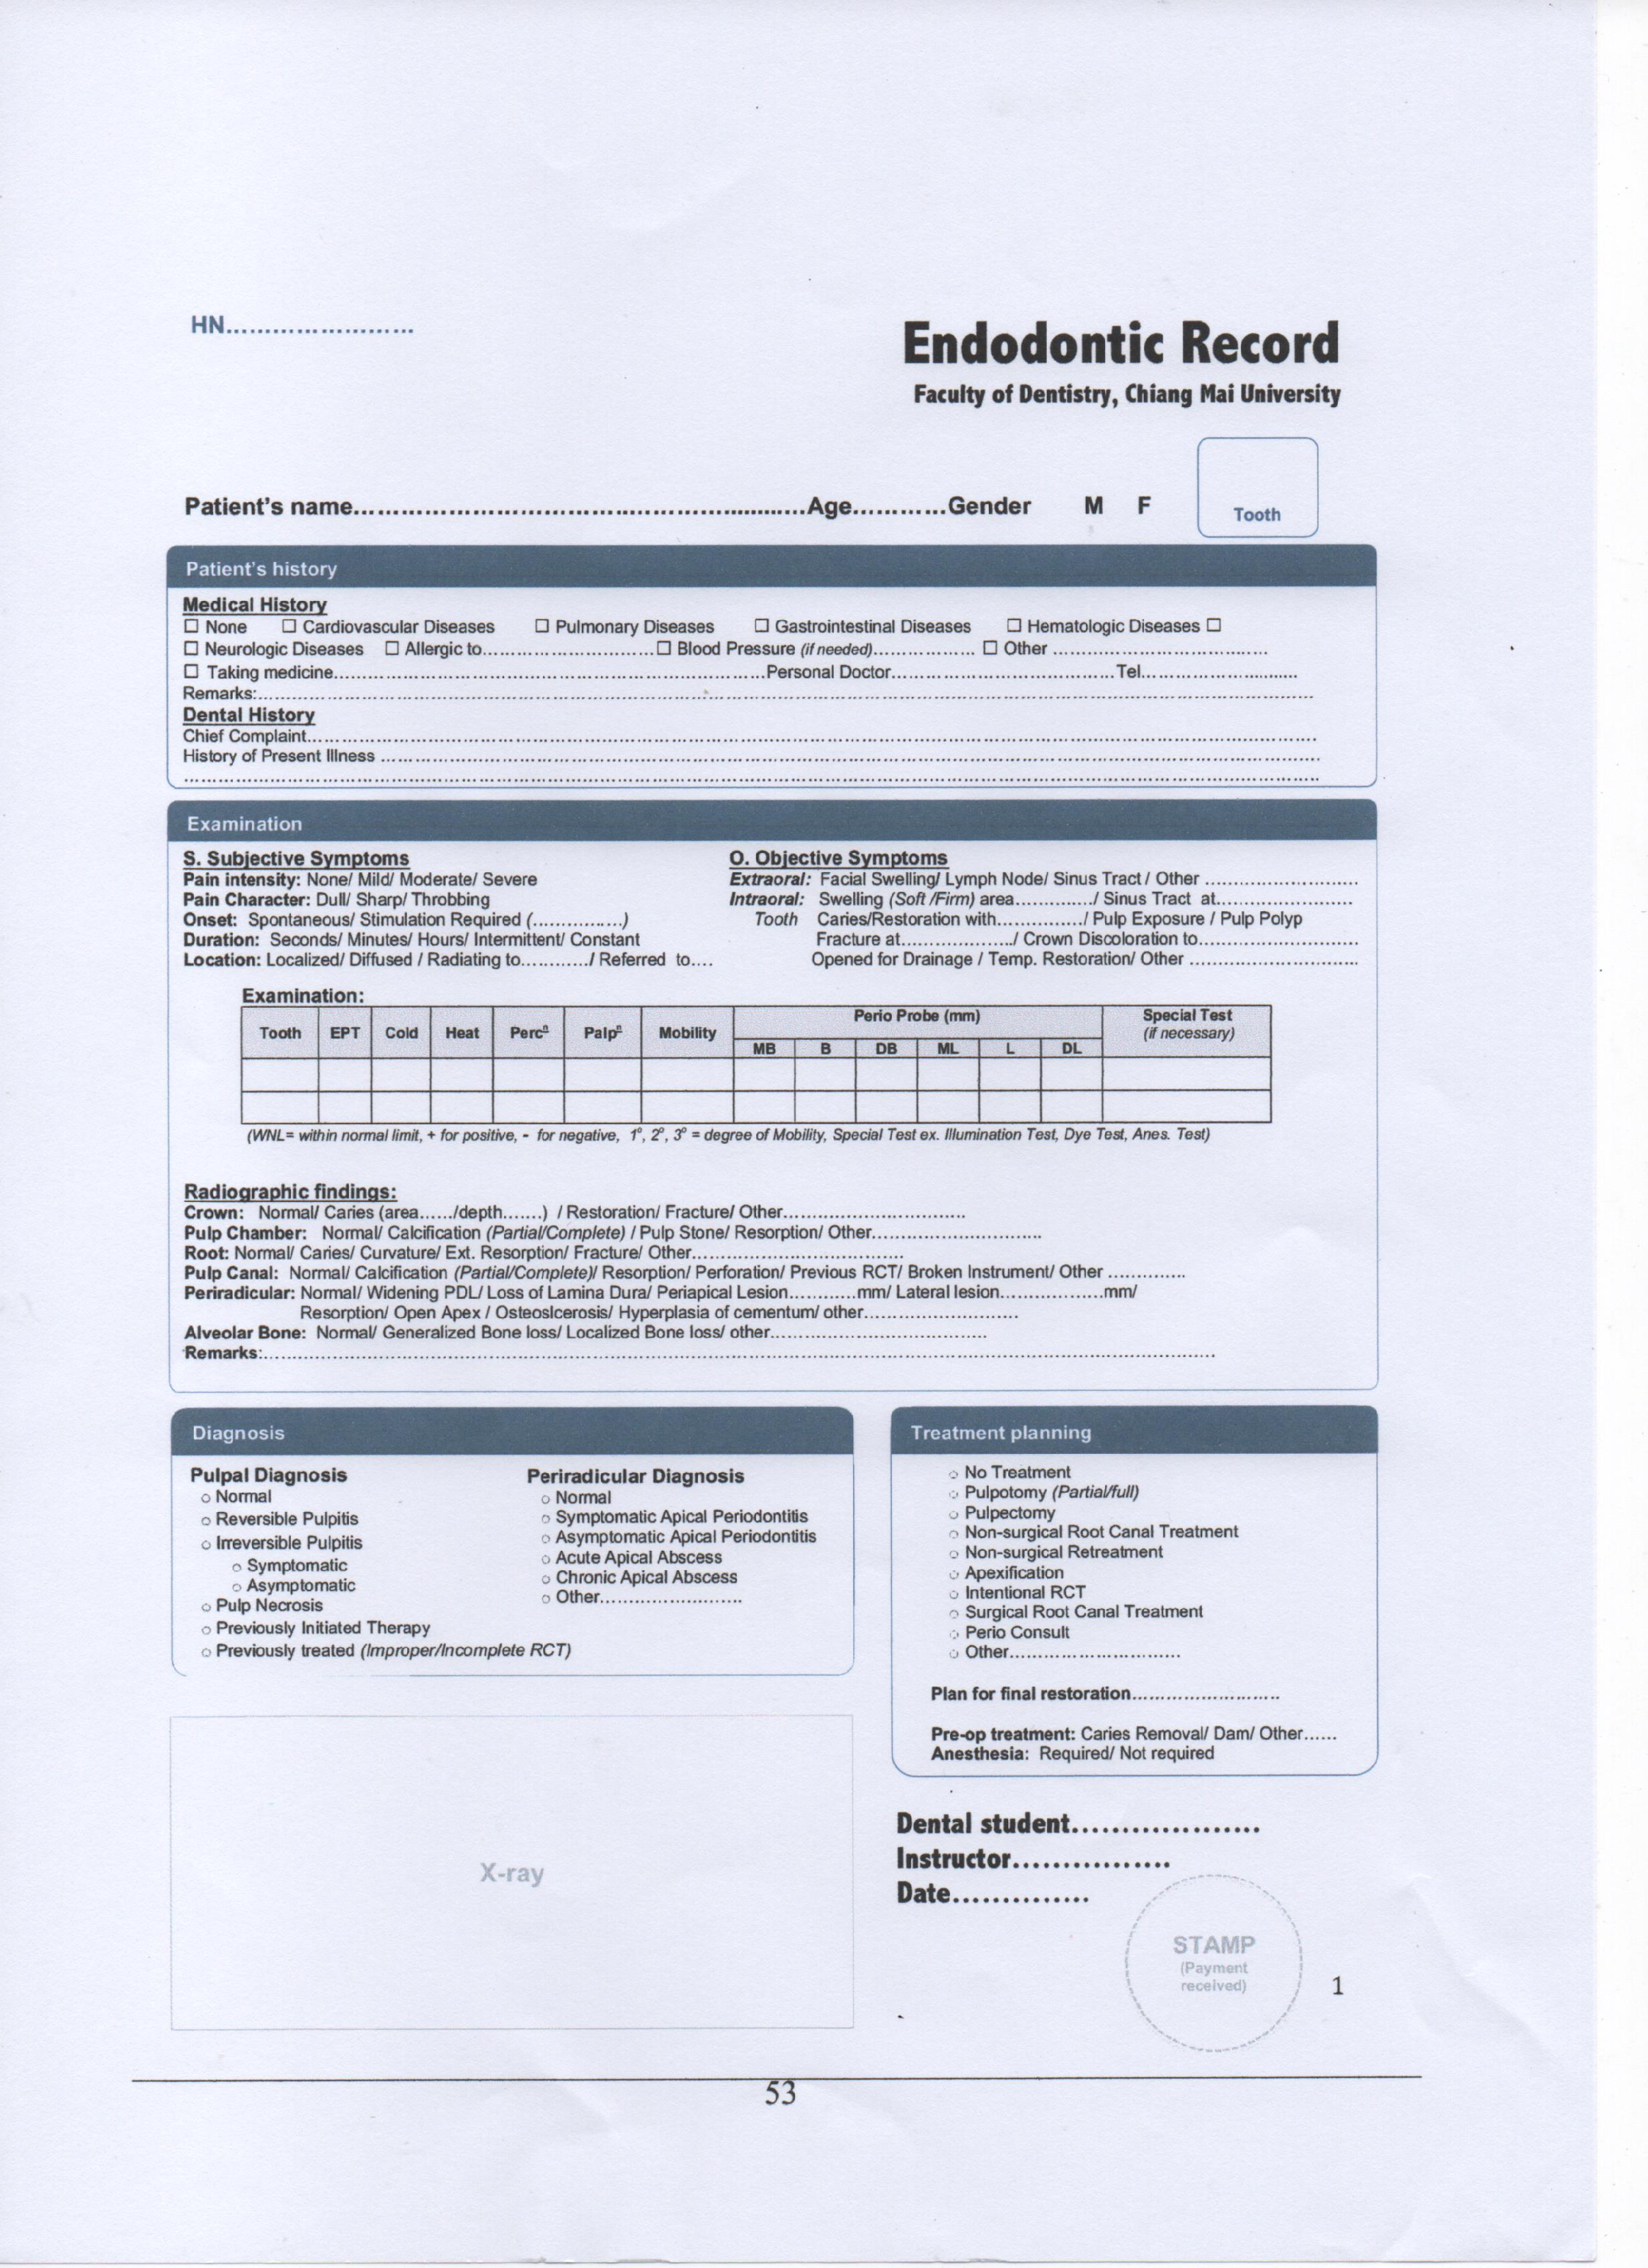 HN........................
Endodontic Record
Faculty of Dentistry, Chiang Mai University
Tooth
Patient's name............................................................Age...........Gender M F
Patient's history
Medical History
☐ None ☐ Cardiovascular Diseases ☐ Pulmonary Diseases ☐ Gastrointestinal Diseases ☐ Hematologic Diseases ☐
☐ Neurologic Diseases ☐ Allergic to.............................☐ Blood Pressure (if needed)................. ☐ Other ....................................
☐ Taking medicine.........................................................................Personal Doctor......................................Tel...........................
Remarks:..........................................................................................
Dental History
Chief Complaint..........................................................................................
History of Present Illness ..........................................................................................
..........................................................................................
Examination
S. Subjective Symptoms
Pain intensity: None/ Mild/ Moderate/ Severe
Pain Character: Dull/ Sharp/ Throbbing
Onset: Spontaneous/ Stimulation Required (...............)
Duration: Seconds/ Minutes/ Hours/ Intermittent/ Constant
Location: Localized/ Diffused / Radiating to............/ Referred to....
O. Objective Symptoms
Extraoral: Facial Swelling/ Lymph Node/ Sinus Tract / Other ..........................
Intraoral: Swelling (Soft /Firm) area............./ Sinus Tract at.......................
Tooth Caries/Restoration with............../ Pulp Exposure / Pulp Polyp
Fracture at.................../ Crown Discoloration to...........................
Opened for Drainage / Temp. Restoration/ Other .............................
Examination:
Tooth EPT Cold Heat Percⁿ Palpⁿ Mobility Perio Probe (mm) Special Test
(if necessary)
MB B DB ML L DL
(WNL= within normal limit, + for positive, - for negative, 1º, 2º, 3º = degree of Mobility, Special Test ex. Illumination Test, Dye Test, Anes. Test)
Radiographic findings:
Crown: Normal/ Caries (area....../depth.......) / Restoration/ Fracture/ Other...............................
Pulp Chamber: Normal/ Calcification (Partial/Complete) / Pulp Stone/ Resorption/ Other.............................
Root: Normal/ Caries/ Curvature/ Ext. Resorption/ Fracture/ Other...................................
Pulp Canal: Normal/ Calcification (Partial/Complete)/ Resorption/ Perforation/ Previous RCT/ Broken Instrument/ Other ..............
Periradicular: Normal/ Widening PDL/ Loss of Lamina Dura/ Periapical Lesion...........mm/ Lateral lesion..................mm/
Resorption/ Open Apex / Osteoslcerosis/ Hyperplasia of cementum/ other..........................
Alveolar Bone: Normal/ Generalized Bone loss/ Localized Bone loss/ other....................................
Remarks:..........................................................................................
Diagnosis
Pulpal Diagnosis
○ Normal
○ Reversible Pulpitis
○ Irreversible Pulpitis
○ Symptomatic
○ Asymptomatic
○ Pulp Necrosis
○ Previously Initiated Therapy
○ Previously treated (Improper/Incomplete RCT)
Periradicular Diagnosis
○ Normal
○ Symptomatic Apical Periodontitis
○ Asymptomatic Apical Periodontitis
○ Acute Apical Abscess
○ Chronic Apical Abscess
○ Other........................
Treatment planning
○ No Treatment
○ Pulpotomy (Partial/full)
○ Pulpectomy
○ Non-surgical Root Canal Treatment
○ Non-surgical Retreatment
○ Apexification
○ Intentional RCT
○ Surgical Root Canal Treatment
○ Perio Consult
○ Other.............................
Plan for final restoration.........................
Pre-op treatment: Caries Removal/ Dam/ Other......
Anesthesia: Required/ Not required
X-ray
Dental student...................
Instructor................
Date..............
STAMP
(Payment
received)
1
53